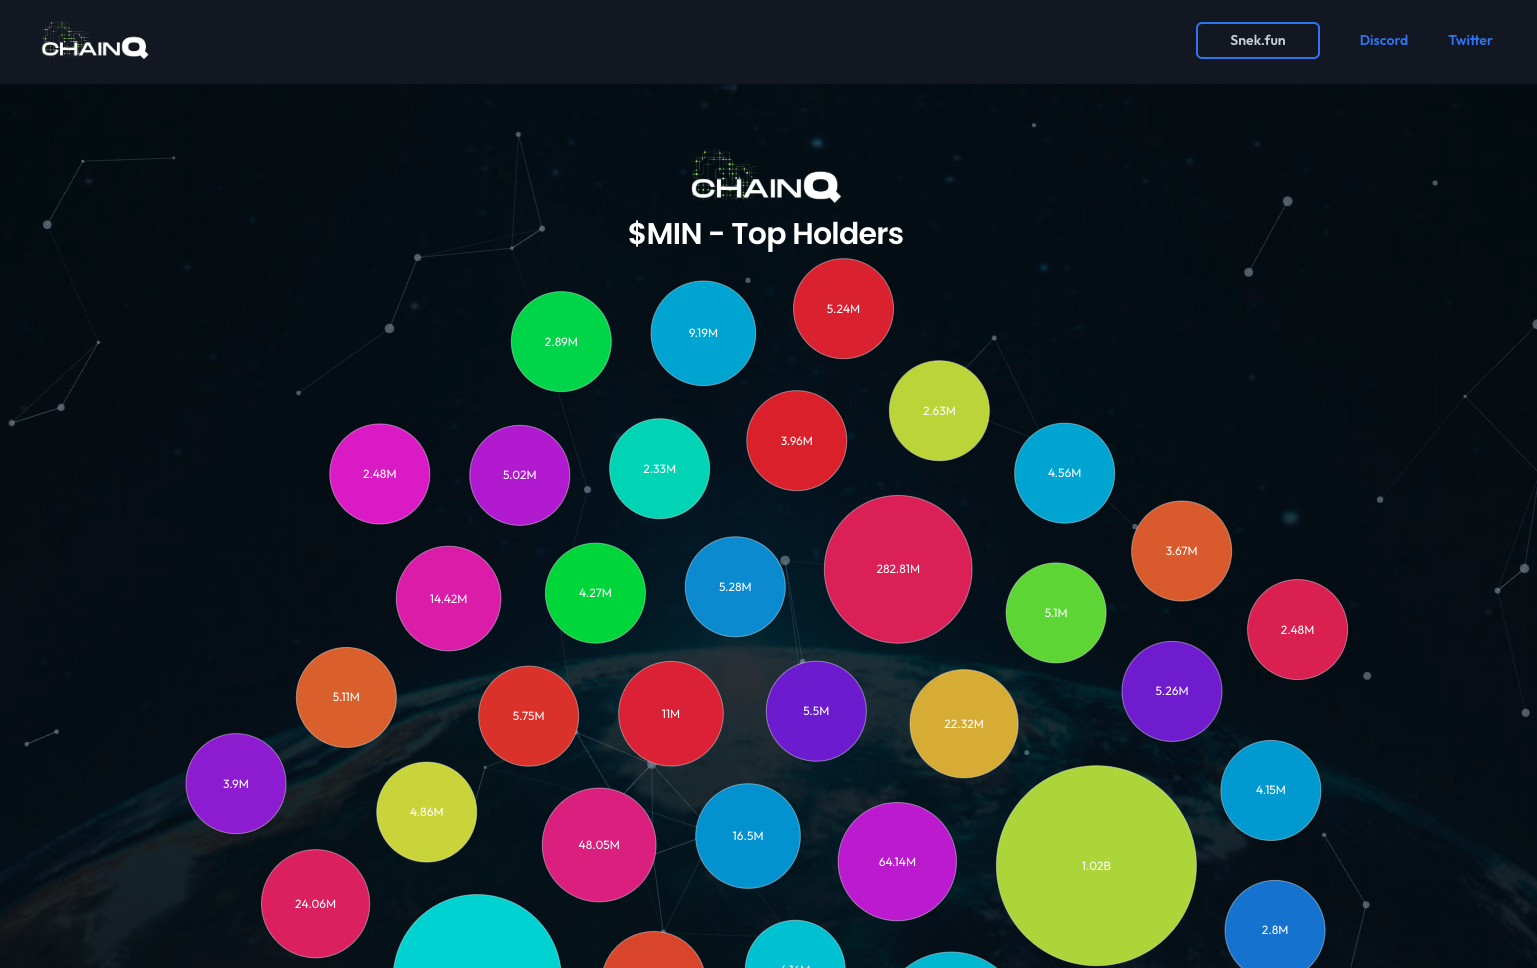 CHAINQ
Snek.fun
Discord
Twitter
CHAINQ
$MIN - Top Holders
5.24M
9.19M
2.89M
2.63M
3.96M
2.33M
4.56M
2.48M
5.02M
3.67M
282.81M
5.28M
4.27M
14.42M
5.1M
2.48M
5.26M
5.11M
5.5M
11M
5.75M
22.32M
3.9M
4.15M
4.86M
16.5M
48.05M
64.14M
1.02B
24.06M
2.8M